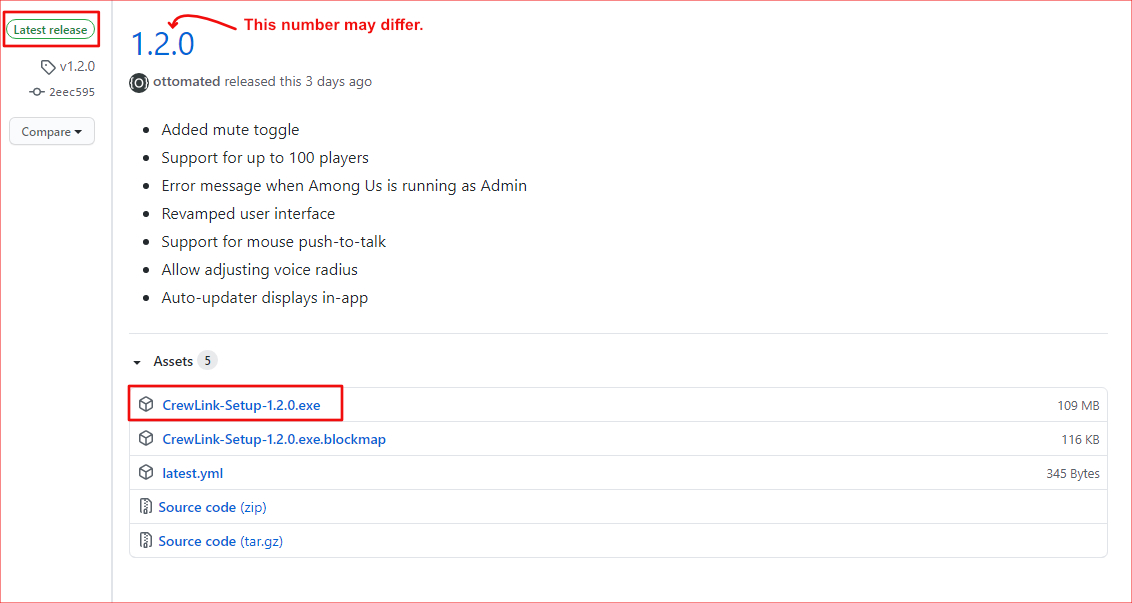 Latest release
This number may differ.
1.2.0
v1.2.0
2eec595
Compare
ottomated released this 3 days ago
Added mute toggle
Support for up to 100 players
Error message when Among Us is running as Admin
Revamped user interface
Support for mouse push-to-talk
Allow adjusting voice radius
Auto-updater displays in-app
Assets 5
CrewLink-Setup-1.2.0.exe 109 MB
CrewLink-Setup-1.2.0.exe.blockmap 116 KB
latest.yml 345 Bytes
Source code (zip)
Source code (tar.gz)